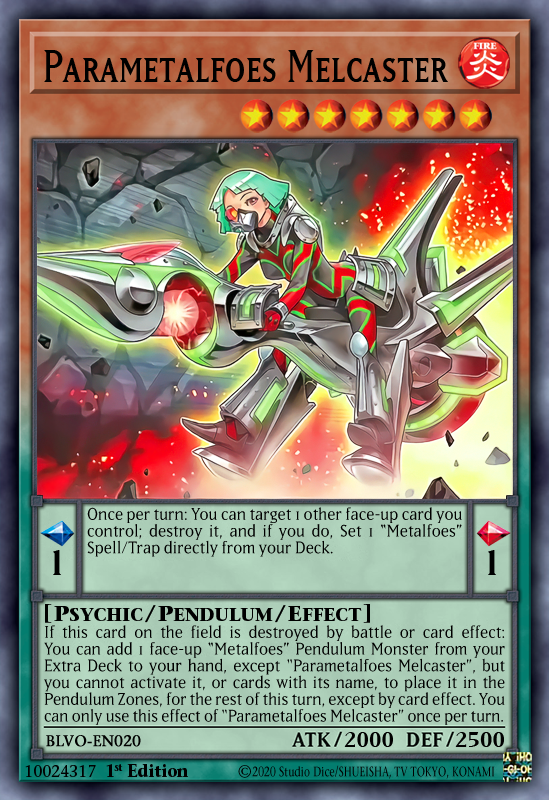 PARAMETALFOES MELCASTER
FIRE
炎
Once per turn: You can target 1 other face-up card you
control; destroy it, and if you do, Set 1 "Metalfoes"
Spell/Trap directly from your Deck.
1
1
[PSYCHIC/PENDULUM/EFFECT]
If this card on the field is destroyed by battle or card effect:
You can add 1 face-up "Metalfoes" Pendulum Monster from your
Extra Deck to your hand, except "Parametalfoes Melcaster", but
you cannot activate it, or cards with its name, to place it in the
Pendulum Zones, for the rest of this turn, except by card effect. You
can only use this effect of "Parametalfoes Melcaster" once per turn.
BLVO-EN020
ATK/2000 DEF/2500
10024317 1st Edition
©2020 Studio Dice/SHUEISHA, TV TOKYO, KONAMI